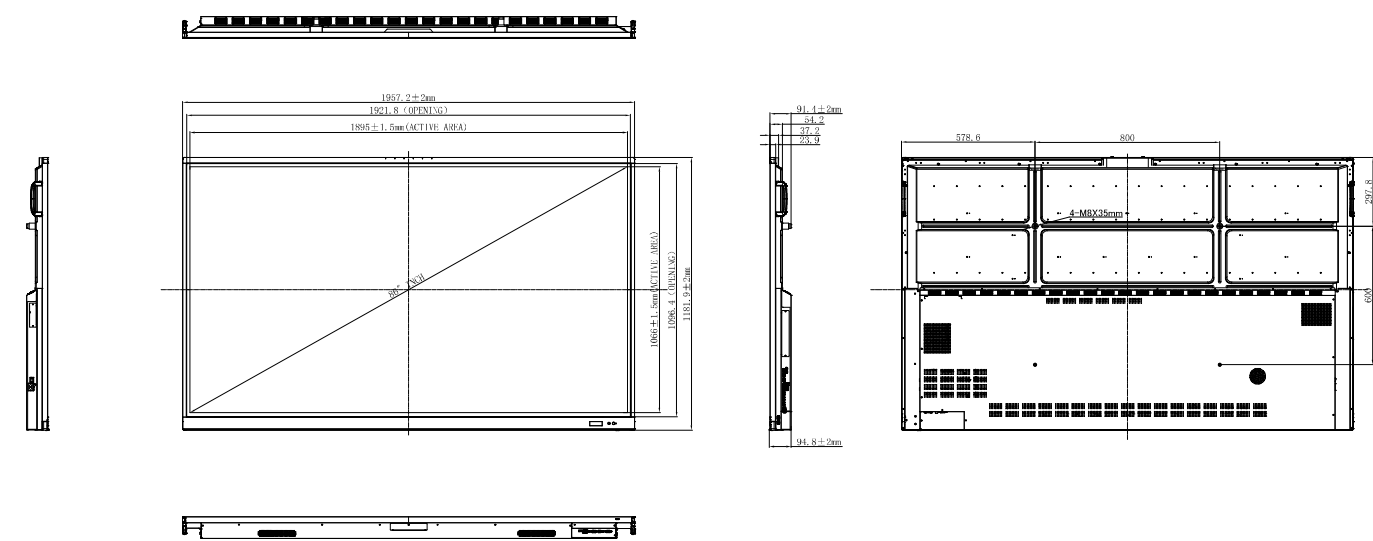 1957.2±2mm
1921.8 (OPENING)
1895±1.5mm(ACTIVE AREA)
86" INCH
1066±1.5mm(ACTIVE AREA)
1096.4 (OPENING)
1181.9±2mm
91.4±2mm
54.2
37.2
23.9
94.8±2mm
578.6
800
4-M8X35mm
297.8
600